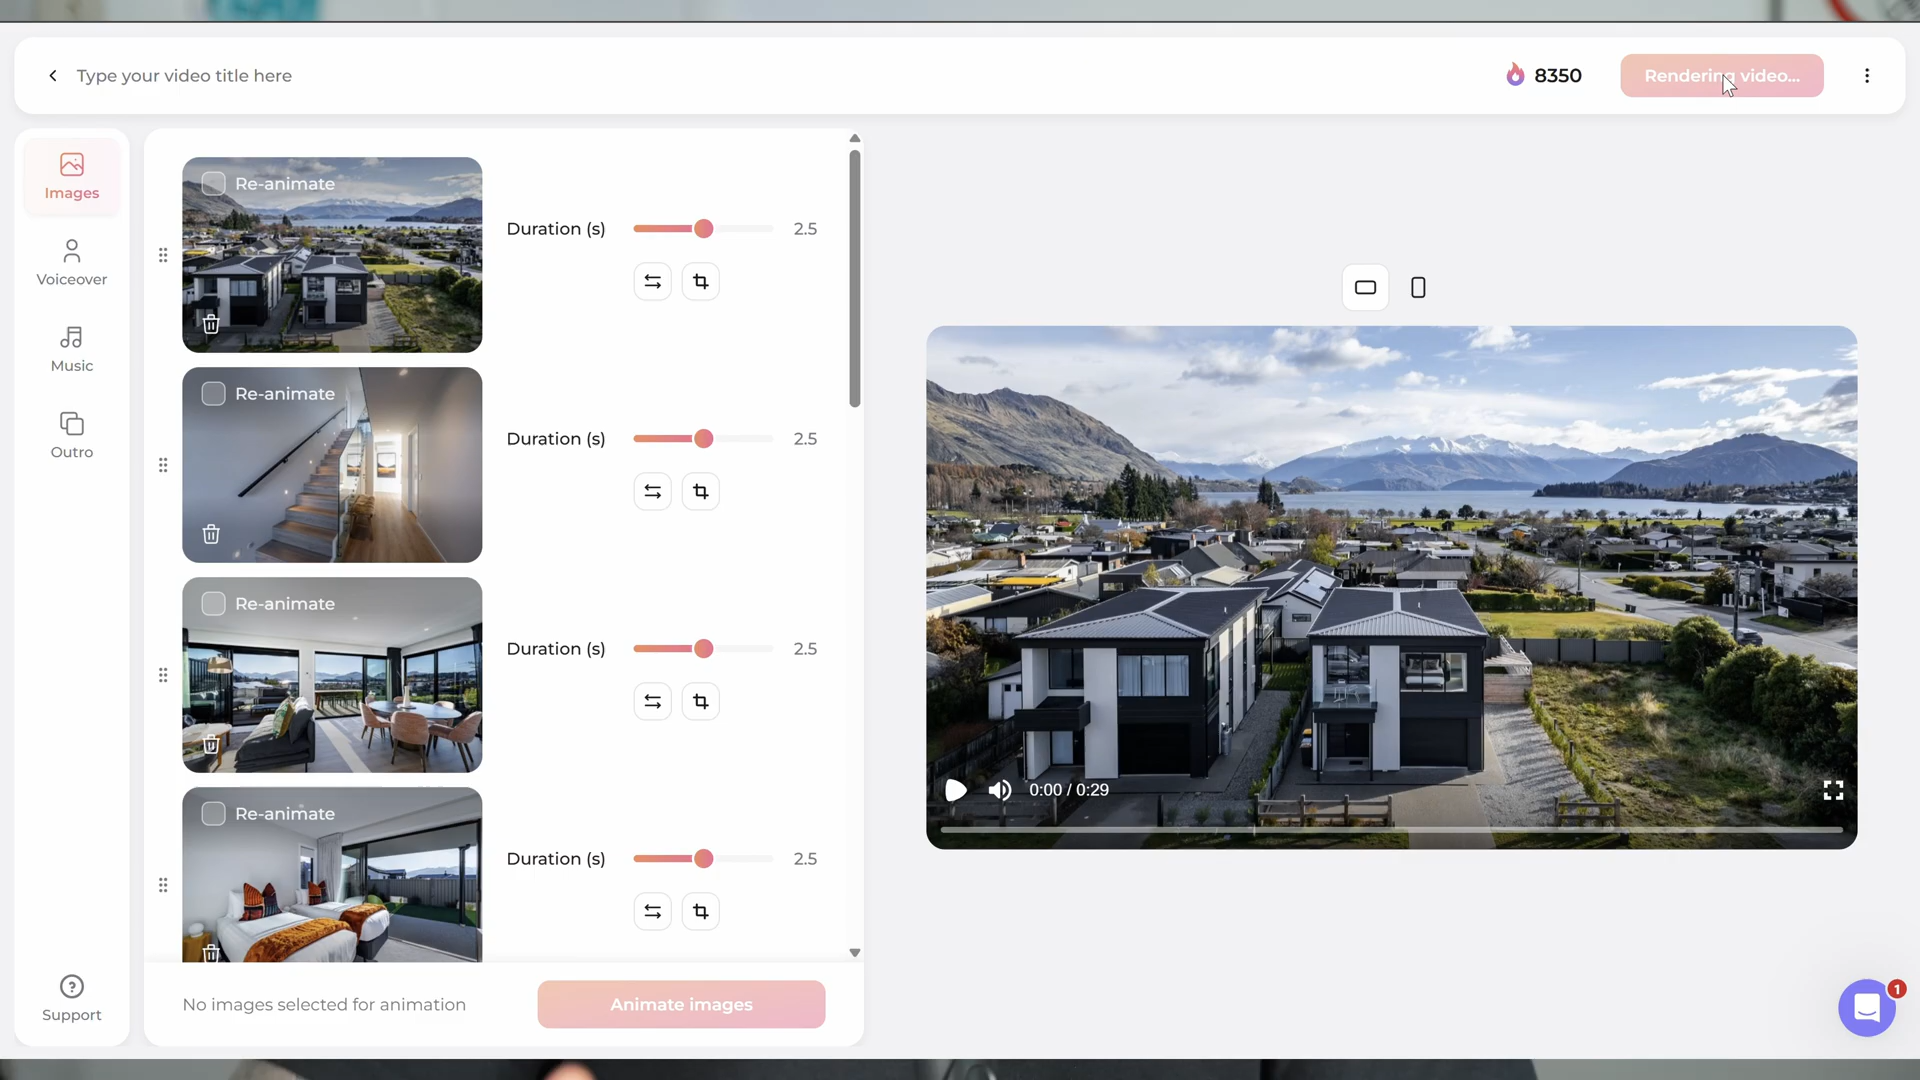 Type your video title here
8350
Rendering video...
Images
Voiceover
Music
Outro
Support
Re-animate
Duration (s)
2.5
Re-animate
Duration (s)
2.5
Re-animate
Duration (s)
2.5
Re-animate
Duration (s)
2.5
No images selected for animation
Animate images
0:00 / 0:29
1